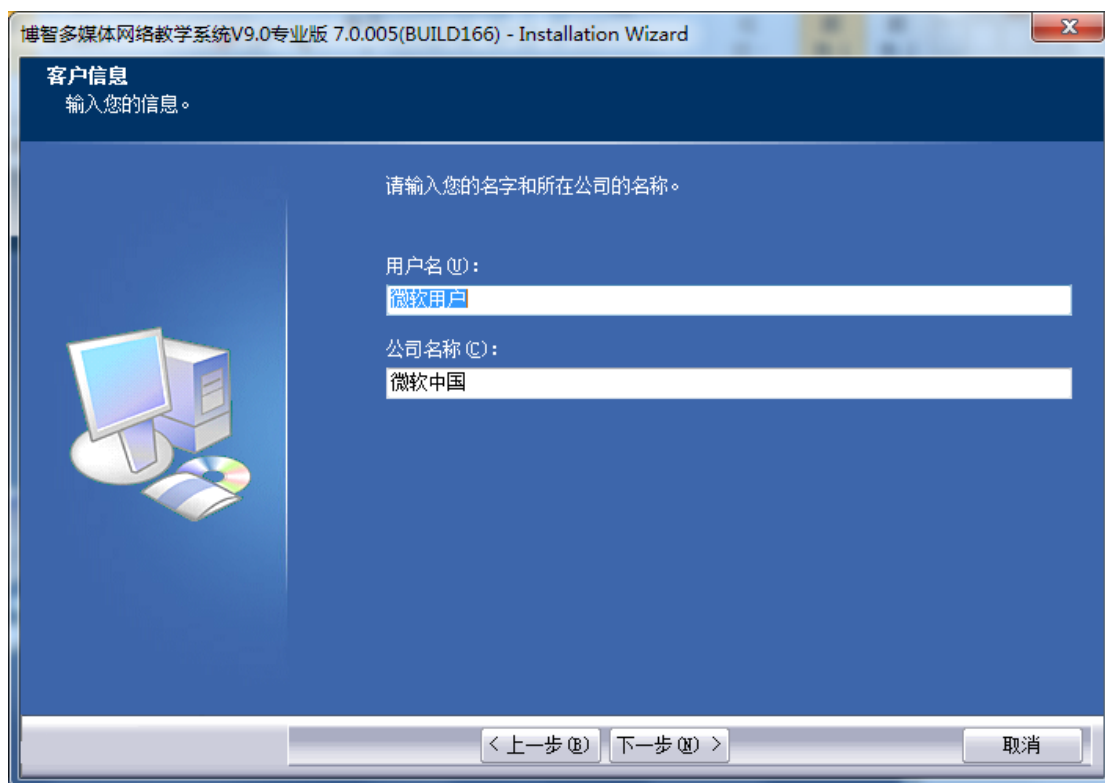 博智多媒体网络教学系统V9.0专业版 7.0.005(BUILD166) - Installation Wizard
客户信息
输入您的信息。
请输入您的名字和所在公司的名称。
用户名(U)：
微软用户
公司名称(C)：
微软中国
< 上一步(B)
下一步(N) >
取消